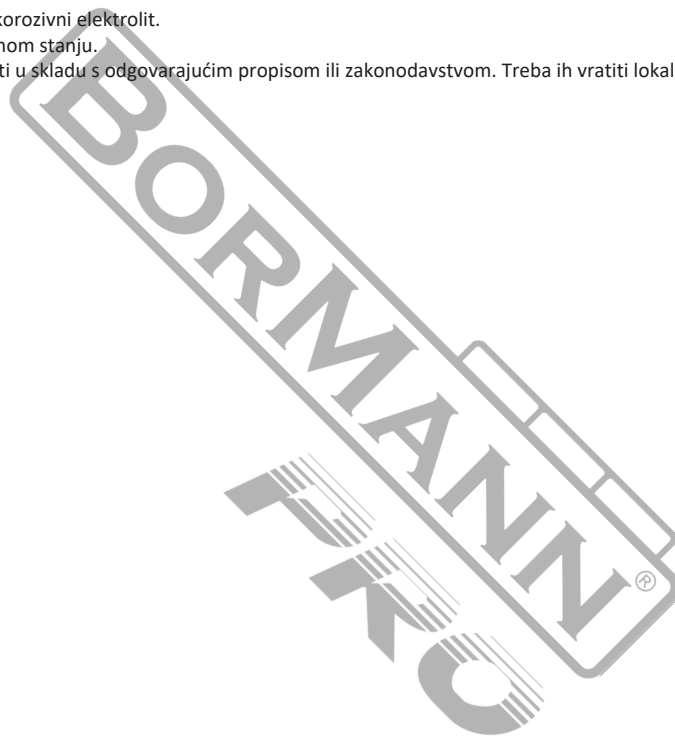 korozivni elektrolit.
nom stanju.
ti u skladu s odgovarajućim propisom ili zakonodavstvom. Treba ih vratiti lokal
BORMANN®
PRO